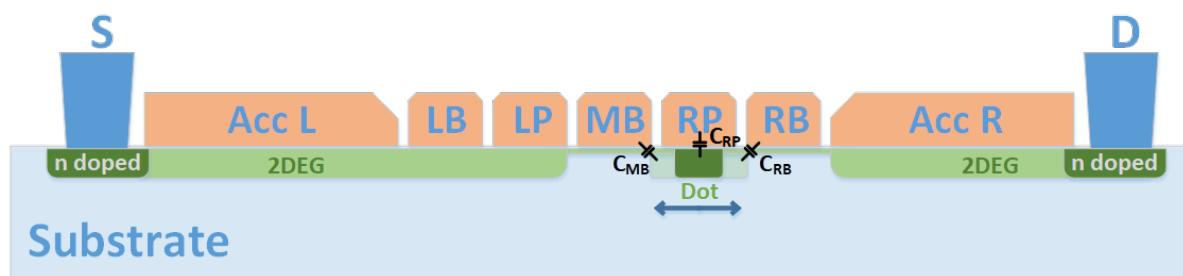 S
D
Acc L
LB
LP
MB
RP
RB
Acc R
C_RP
n doped
2DEG
C_MB
C_RB
2DEG
n doped
Dot
Substrate